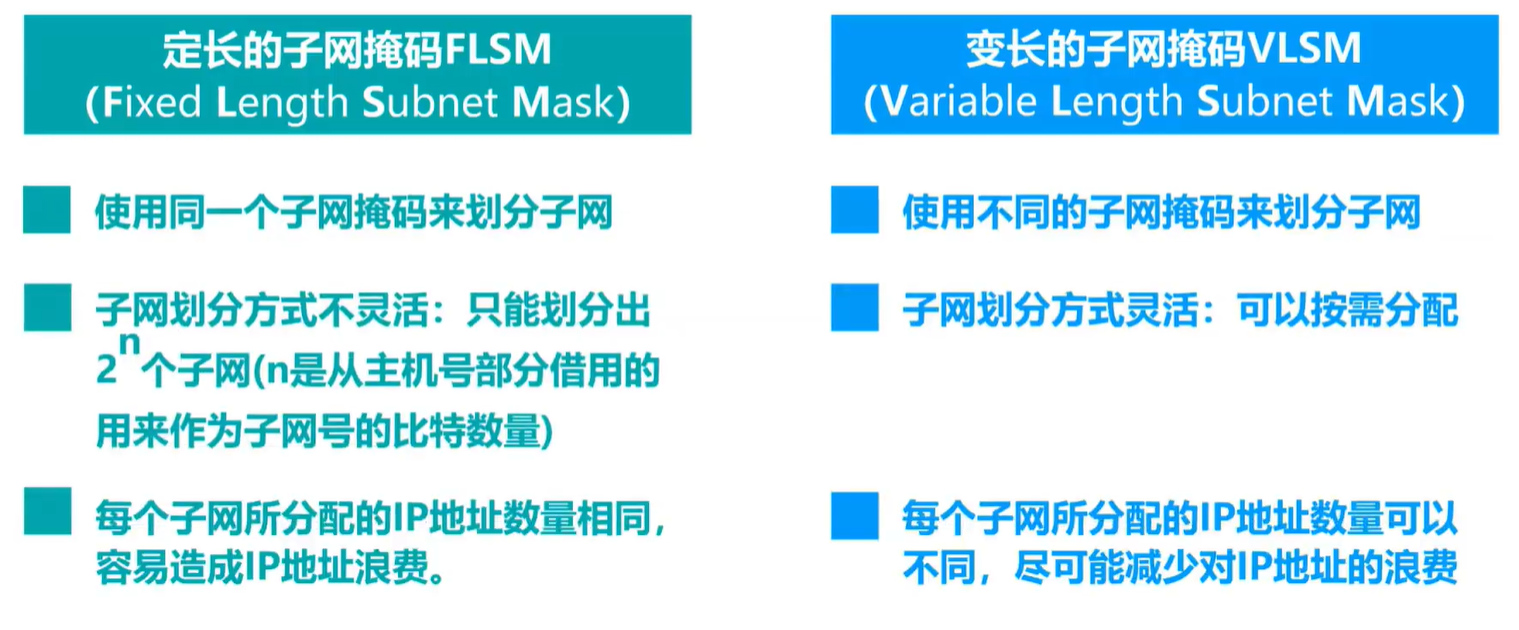 定长的子网掩码FLSM
(Fixed Length Subnet Mask)
使用同一个子网掩码来划分子网
子网划分方式不灵活：只能划分出
2^n个子网(n是从主机号部分借用的
用来作为子网号的比特数量)
每个子网所分配的IP地址数量相同，
容易造成IP地址浪费。
变长的子网掩码VLSM
(Variable Length Subnet Mask)
使用不同的子网掩码来划分子网
子网划分方式灵活：可以按需分配
每个子网所分配的IP地址数量可以
不同，尽可能减少对IP地址的浪费